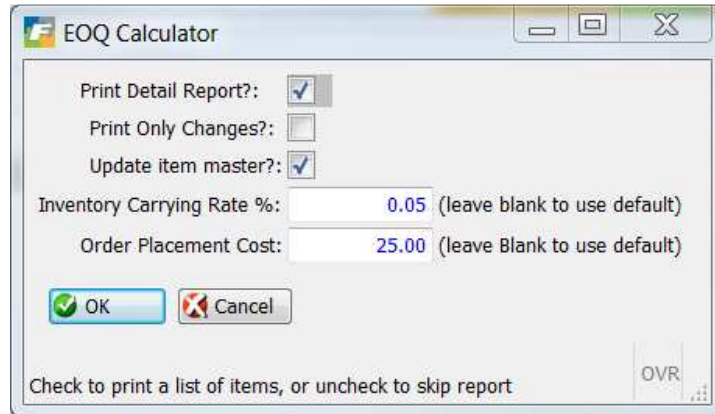 EOQ Calculator
Print Detail Report?:
Print Only Changes?:
Update item master?:
Inventory Carrying Rate %: 0.05 (leave blank to use default)
Order Placement Cost: 25.00 (leave Blank to use default)
OK Cancel
OVR
Check to print a list of items, or uncheck to skip report